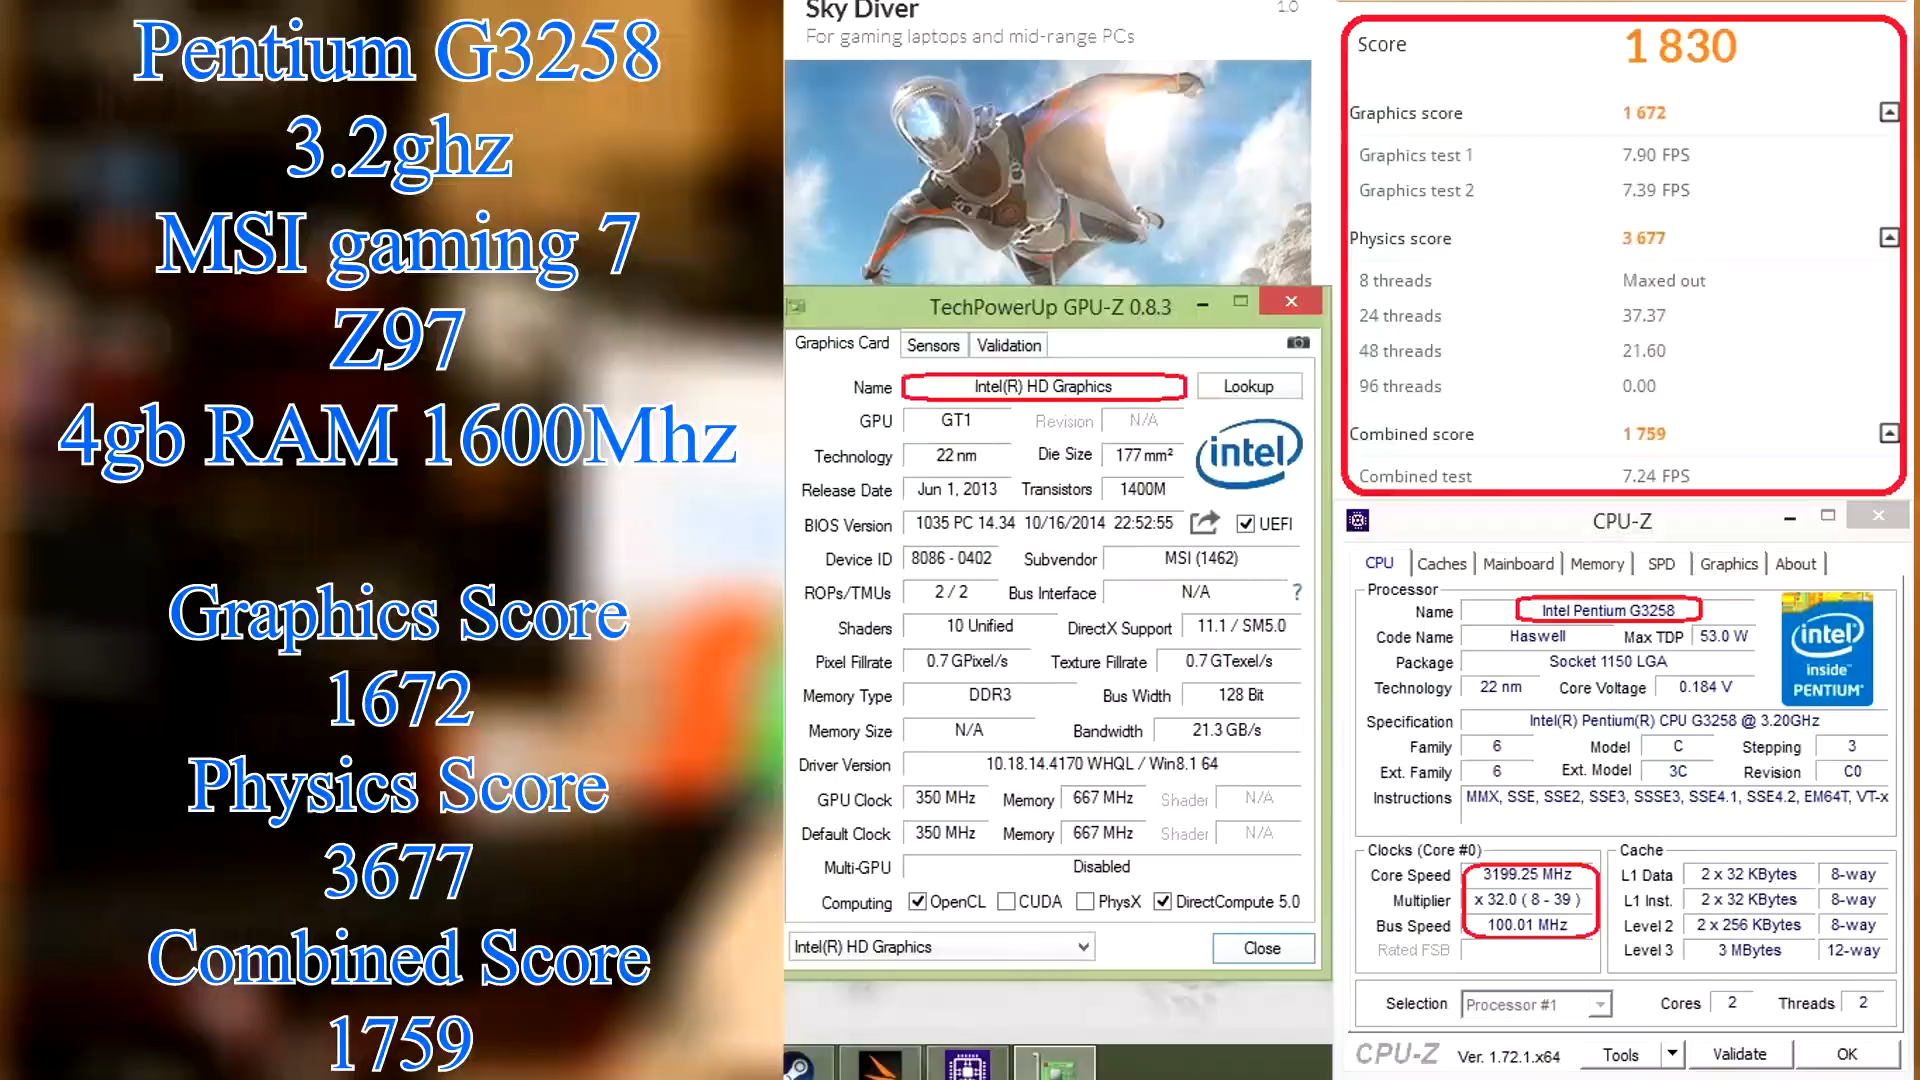 Pentium G3258
3.2ghz
MSI gaming 7
Z97
4gb RAM 1600Mhz
Graphics Score
1672
Physics Score
3677
Combined Score
1759
Sky Diver 1.0
For gaming laptops and mid-range PCs
TechPowerUp GPU-Z 0.8.3
Graphics Card Sensors Validation
Name Intel(R) HD Graphics Lookup
GPU GT1 Revision N/A
intel
Technology 22 nm Die Size 177 mm²
Release Date Jun 1, 2013 Transistors 1400M
BIOS Version 1035 PC 14.34 10/16/2014 22:52:55 UEFI
Device ID 8086 - 0402 Subvendor MSI (1462)
ROPs/TMUs 2 / 2 Bus Interface N/A ?
Shaders 10 Unified DirectX Support 11.1 / SM5.0
Pixel Fillrate 0.7 GPixel/s Texture Fillrate 0.7 GTexel/s
Memory Type DDR3 Bus Width 128 Bit
Memory Size N/A Bandwidth 21.3 GB/s
Driver Version 10.18.14.4170 WHQL / Win8.1 64
GPU Clock 350 MHz Memory 667 MHz Shader N/A
Default Clock 350 MHz Memory 667 MHz Shader N/A
Multi-GPU Disabled
Computing OpenCL CUDA PhysX DirectCompute 5.0
Intel(R) HD Graphics Close
Score 1 830
Graphics score 1 672
Graphics test 1 7.90 FPS
Graphics test 2 7.39 FPS
Physics score 3 677
8 threads Maxed out
24 threads 37.37
48 threads 21.60
96 threads 0.00
Combined score 1 759
Combined test 7.24 FPS
CPU-Z
CPU Caches Mainboard Memory SPD Graphics About
Processor
Name Intel Pentium G3258
Code Name Haswell Max TDP 53.0 W
Package Socket 1150 LGA
Technology 22 nm Core Voltage 0.184 V
intel
inside™
PENTIUM®
Specification Intel(R) Pentium(R) CPU G3258 @ 3.20GHz
Family 6 Model C Stepping 3
Ext. Family 6 Ext. Model 3C Revision C0
Instructions MMX, SSE, SSE2, SSE3, SSSE3, SSE4.1, SSE4.2, EM64T, VT-x
Clocks (Core #0) Cache
Core Speed 3199.25 MHz L1 Data 2 x 32 KBytes 8-way
Multiplier x 32.0 ( 8 - 39 ) L1 Inst. 2 x 32 KBytes 8-way
Bus Speed 100.01 MHz Level 2 2 x 256 KBytes 8-way
Rated FSB Level 3 3 MBytes 12-way
Selection Processor #1 Cores 2 Threads 2
CPU-Z Ver. 1.72.1.x64 Tools Validate OK